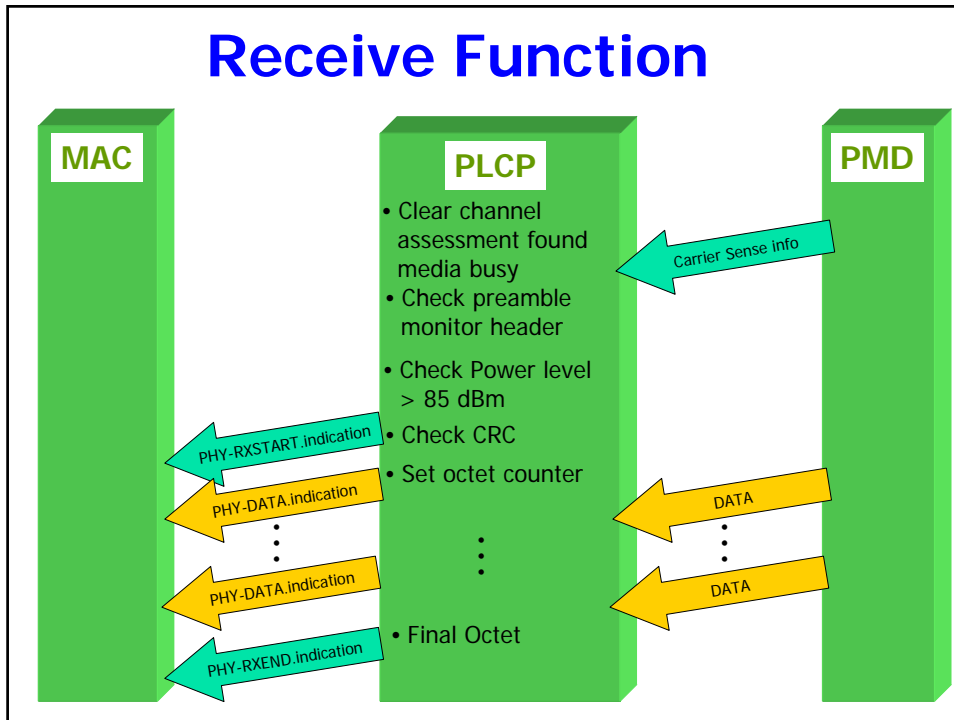 Receive Function
MAC
PLCP
PMD
• Clear channel
assessment found
media busy
Carrier Sense info
• Check preamble
monitor header
• Check Power level
> 85 dBm
PHY-RXSTART.indication
• Check CRC
PHY-DATA.indication
• Set octet counter
DATA
PHY-DATA.indication
DATA
• Final Octet
PHY-RXEND.indication